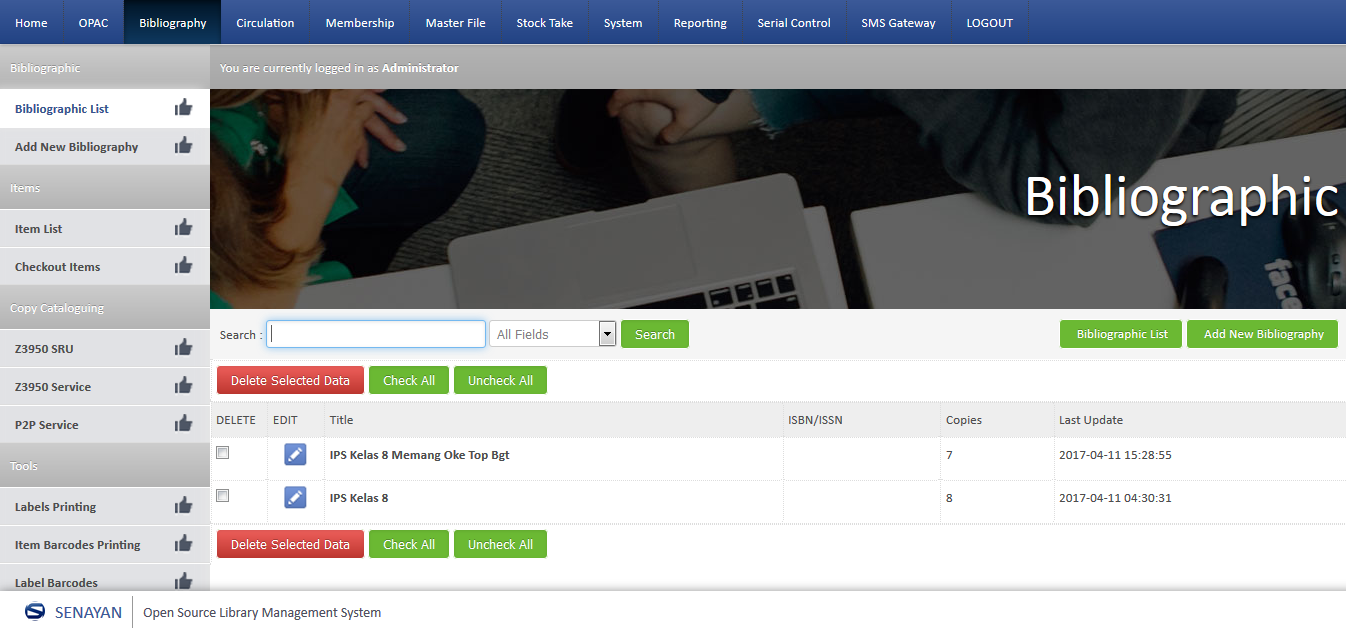 Home OPAC Bibliography Circulation Membership Master File Stock Take System Reporting Serial Control SMS Gateway LOGOUT
Bibliographic
You are currently logged in as Administrator
Bibliographic List
Add New Bibliography
Items
Item List
Checkout Items
Copy Cataloguing
Z3950 SRU
Z3950 Service
P2P Service
Tools
Labels Printing
Item Barcodes Printing
Label Barcodes
Bibliographic
face
Search : All Fields Search Bibliographic List Add New Bibliography
Delete Selected Data Check All Uncheck All
DELETE EDIT Title ISBN/ISSN Copies Last Update
IPS Kelas 8 Memang Oke Top Bgt 7 2017-04-11 15:28:55
IPS Kelas 8 8 2017-04-11 04:30:31
Delete Selected Data Check All Uncheck All
SENAYAN Open Source Library Management System